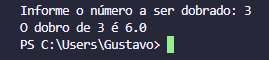 Informe o número a ser dobrado: 3
O dobro de 3 é 6.0
PS C:\Users\Gustavo>